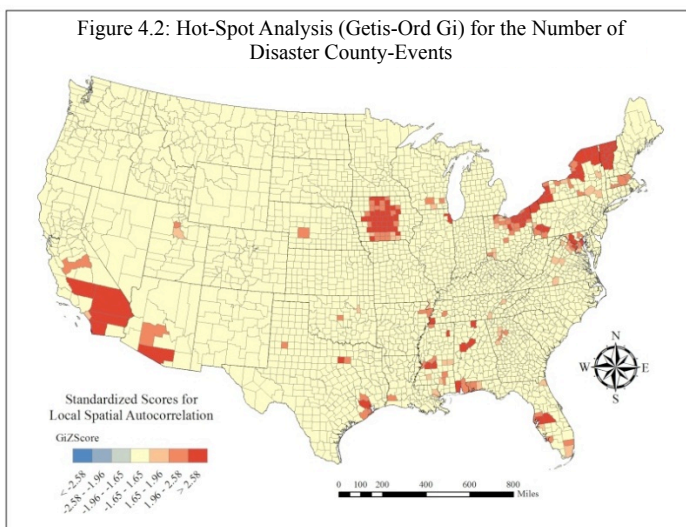 Figure 4.2: Hot-Spot Analysis (Getis-Ord Gi) for the Number of
Disaster County-Events
N
W E
S
Standardized Scores for
Local Spatial Autocorrelation
GiZScore
< -2.58
-2.58 - -1.96
-1.96 - -1.65
-1.65 - 1.65
1.65 - 1.96
1.96 - 2.58
> 2.58
0 100 200 400 600 800
Miles